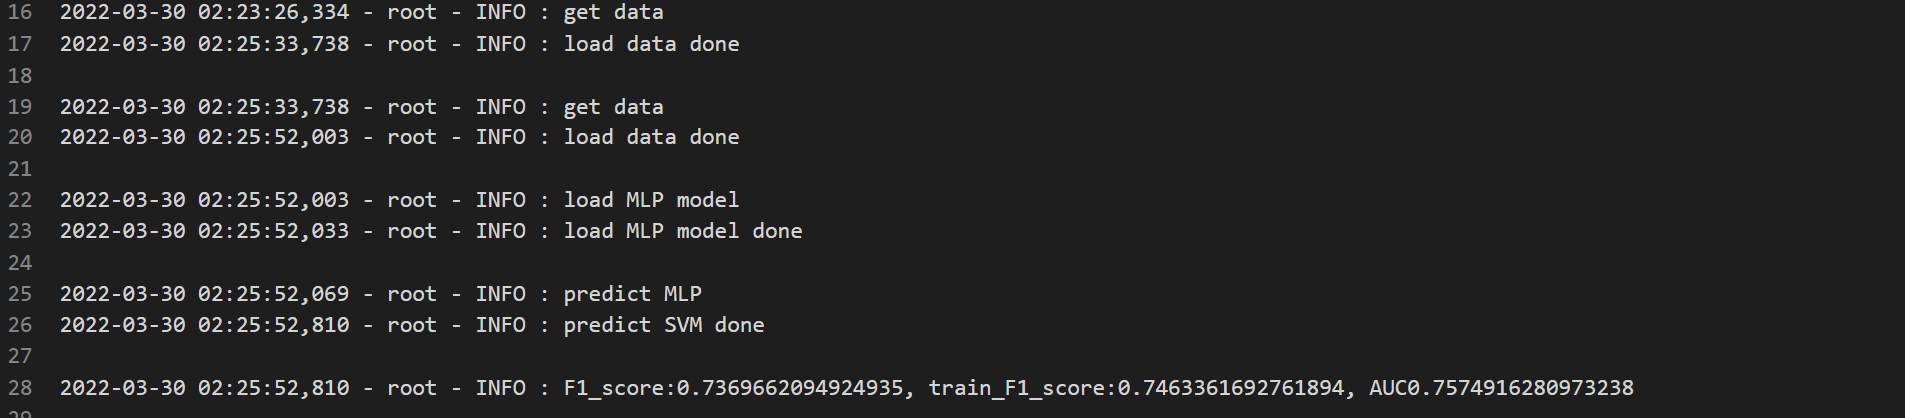 16 2022-03-30 02:23:26,334 - root - INFO : get data
17 2022-03-30 02:25:33,738 - root - INFO : load data done
18
19 2022-03-30 02:25:33,738 - root - INFO : get data
20 2022-03-30 02:25:52,003 - root - INFO : load data done
21
22 2022-03-30 02:25:52,003 - root - INFO : load MLP model
23 2022-03-30 02:25:52,033 - root - INFO : load MLP model done
24
25 2022-03-30 02:25:52,069 - root - INFO : predict MLP
26 2022-03-30 02:25:52,810 - root - INFO : predict SVM done
27
28 2022-03-30 02:25:52,810 - root - INFO : F1_score:0.7369662094924935, train_F1_score:0.7463361692761894, AUC0.7574916280973238
29